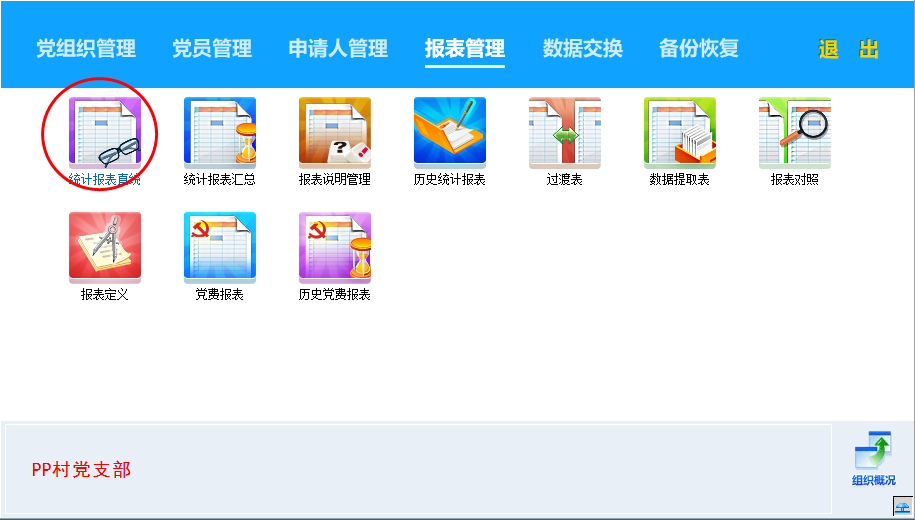 党组织管理 党员管理 申请人管理 报表管理 数据交换 备份恢复 退 出
统计报表直统 统计报表汇总 报表说明管理 历史统计报表 过渡表 数据提取表 报表对照
报表定义 党费报表 历史党费报表
PP村党支部
组织概况